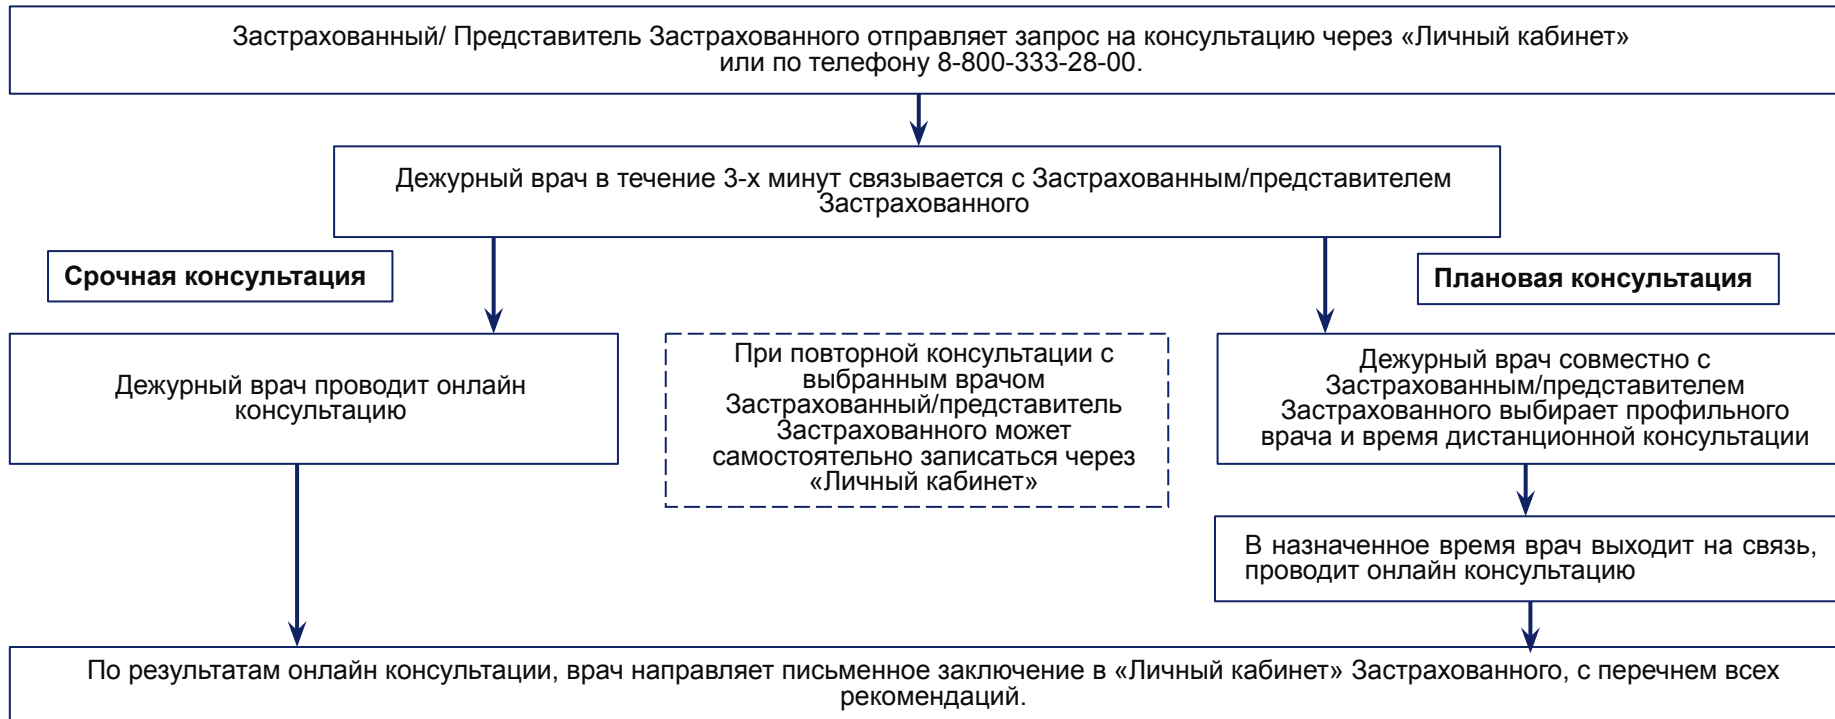 Застрахованный/ Представитель Застрахованного отправляет запрос на консультацию через «Личный кабинет»
или по телефону 8-800-333-28-00.
Дежурный врач в течение 3-х минут связывается с Застрахованным/представителем
Застрахованного
Срочная консультация
Плановая консультация
Дежурный врач проводит онлайн
консультацию
При повторной консультации с
выбранным врачом
Застрахованный/представитель
Застрахованного может
самостоятельно записаться через
«Личный кабинет»
Дежурный врач совместно с
Застрахованным/представителем
Застрахованного выбирает профильного
врача и время дистанционной консультации
В назначенное время врач выходит на связь,
проводит онлайн консультацию
По результатам онлайн консультации, врач направляет письменное заключение в «Личный кабинет» Застрахованного, с перечнем всех
рекомендаций.